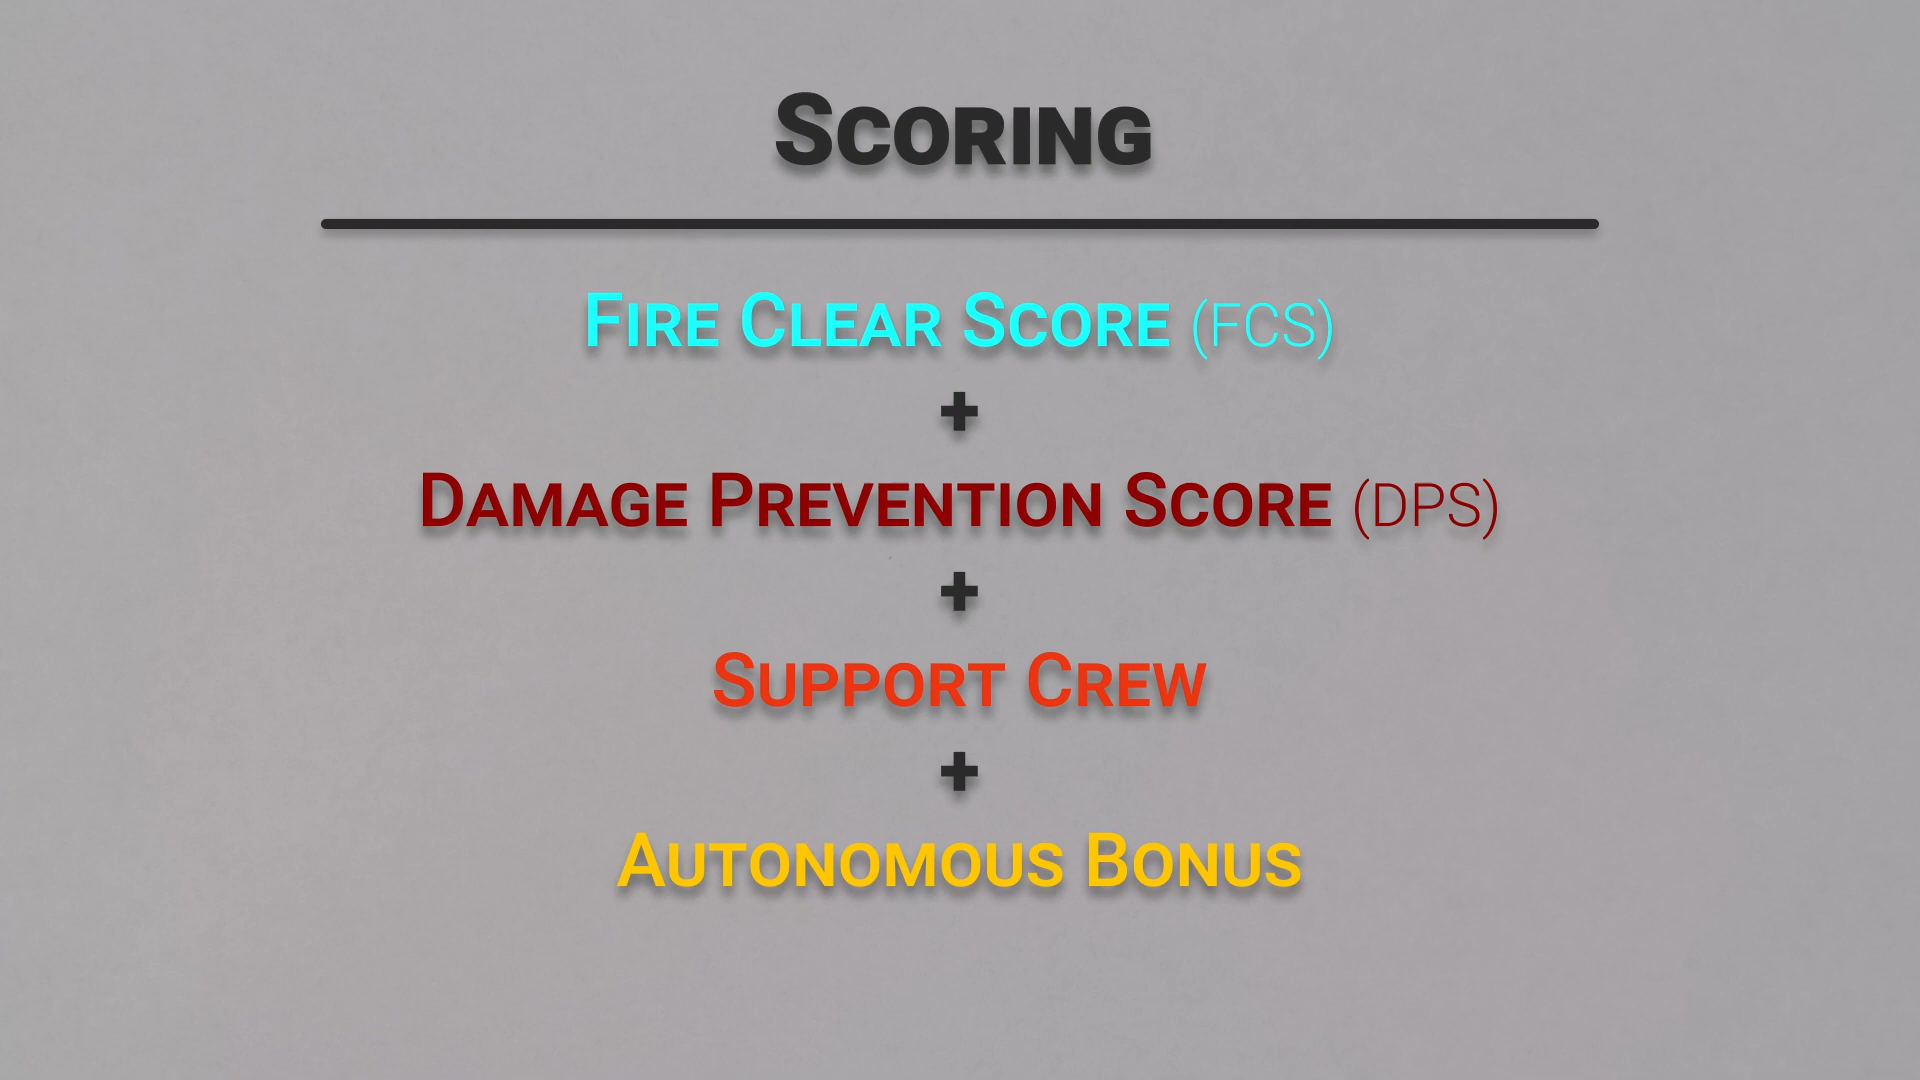 Scoring
Fire Clear Score (FCS)
+
Damage Prevention Score (DPS)
+
Support Crew
+
Autonomous Bonus